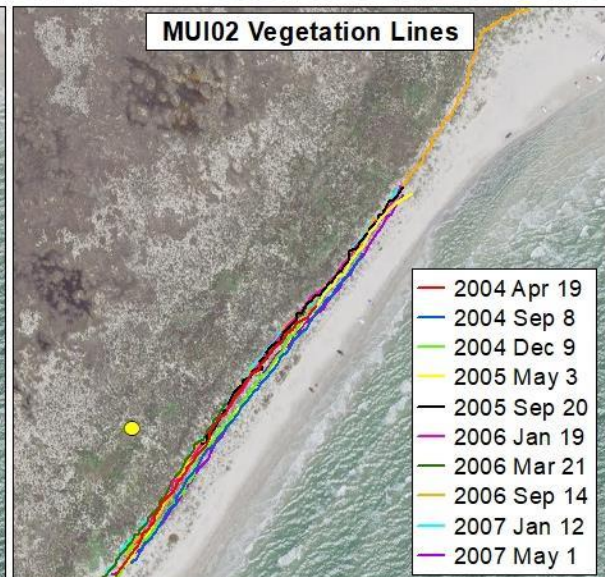 MUI02 Vegetation Lines
2004 Apr 19
2004 Sep 8
2004 Dec 9
2005 May 3
2005 Sep 20
2006 Jan 19
2006 Mar 21
2006 Sep 14
2007 Jan 12
2007 May 1